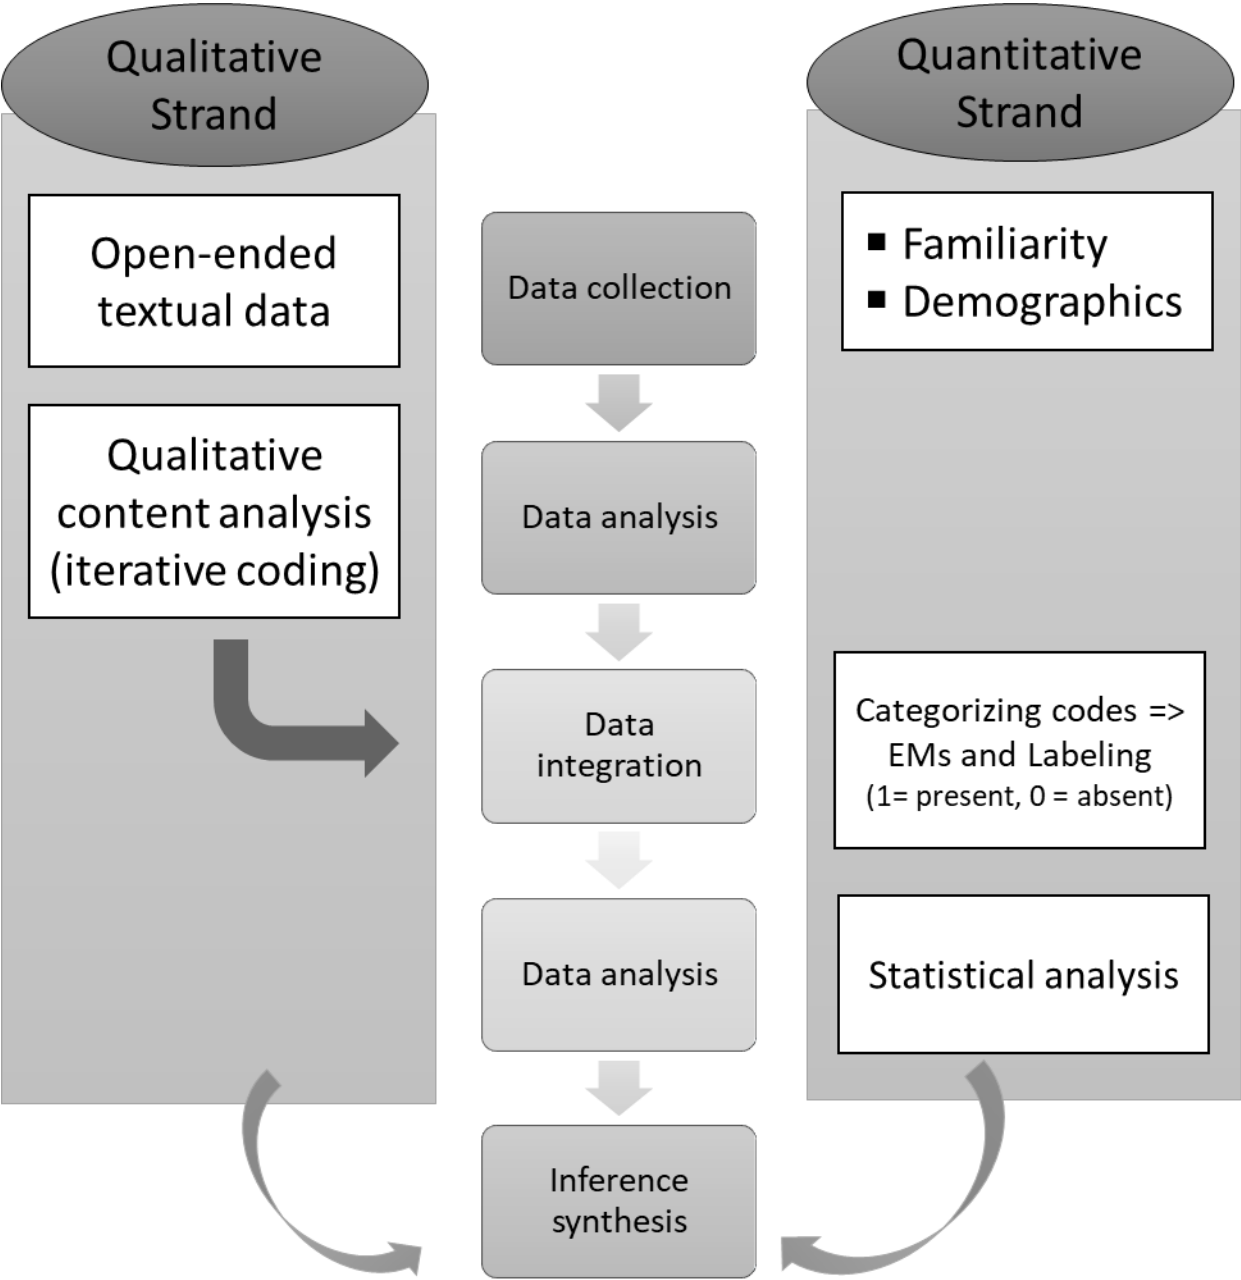 Qualitative
Strand
Quantitative
Strand
Open-ended
textual data
Data collection
▪ Familiarity
▪ Demographics
Qualitative
content analysis
(iterative coding)
Data analysis
Data
integration
Categorizing codes =>
EMs and Labeling
(1= present, 0 = absent)
Data analysis
Statistical analysis
Inference
synthesis